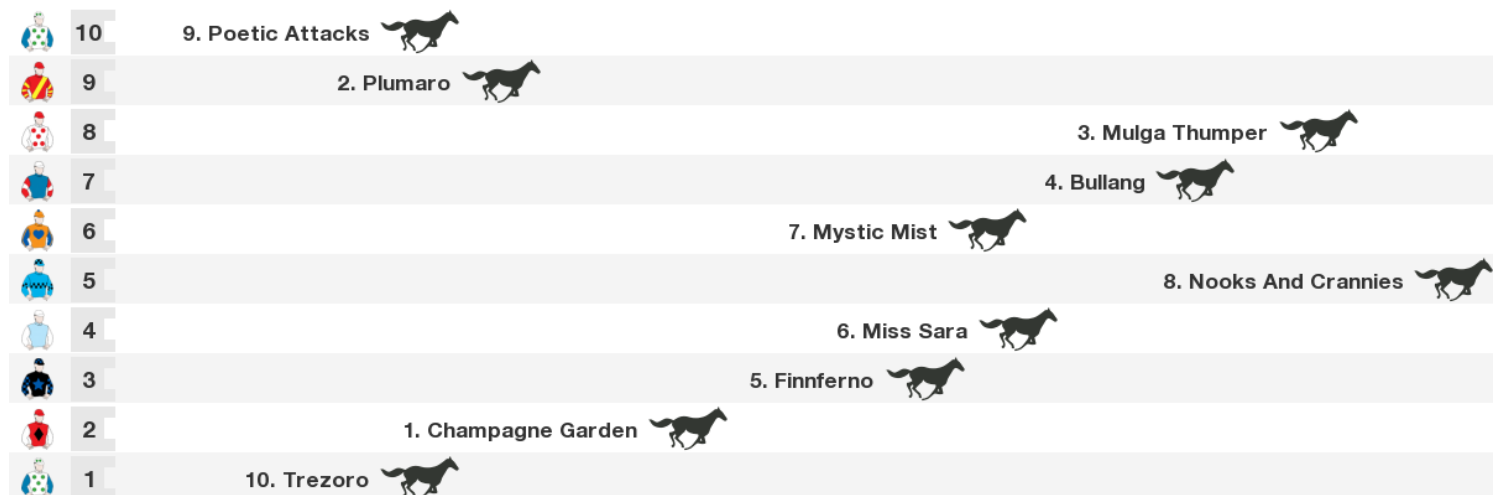 10 9. Poetic Attacks
9 2. Plumaro
8 3. Mulga Thumper
7 4. Bullang
6 7. Mystic Mist
5 8. Nooks And Crannies
4 6. Miss Sara
3 5. Finnferno
2 1. Champagne Garden
1 10. Trezoro